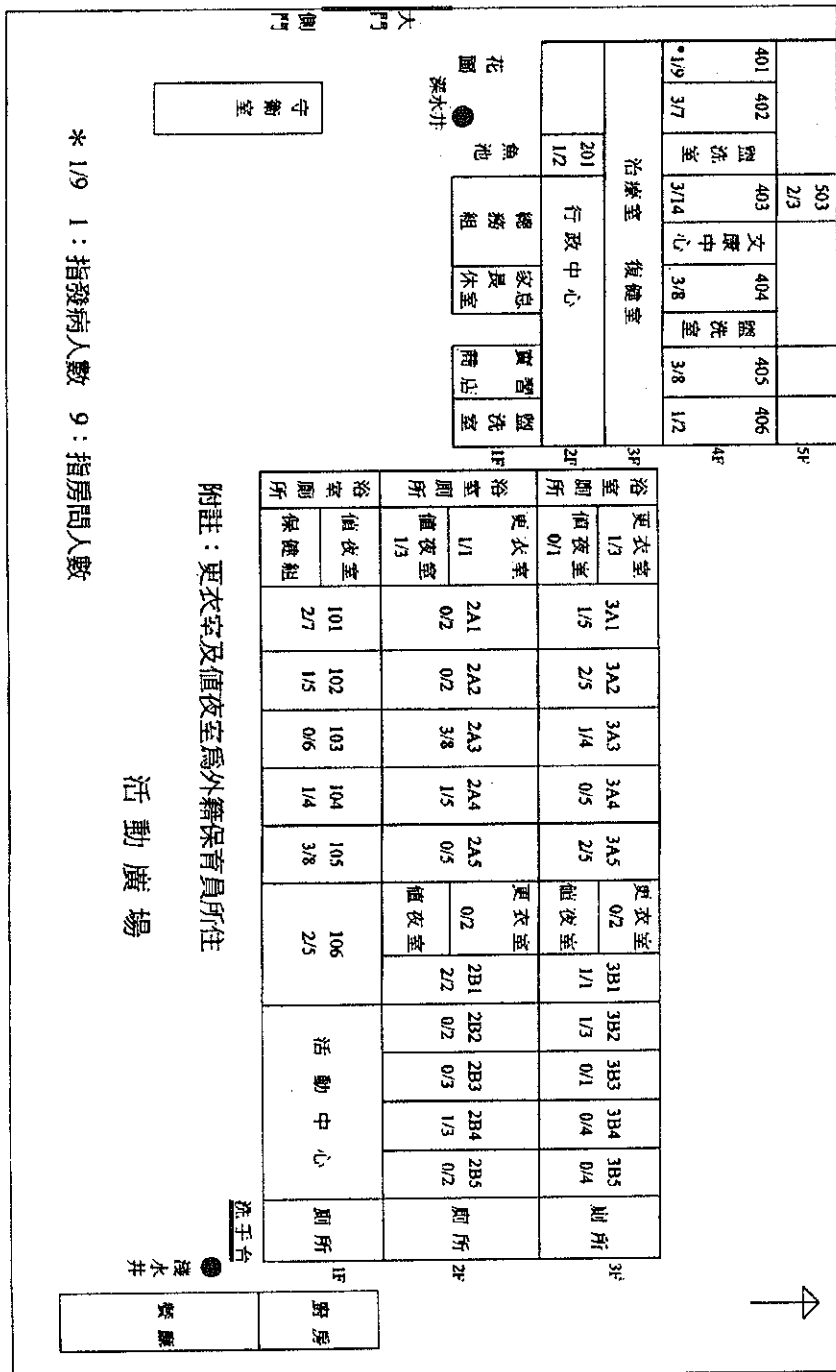 503
2/3
5F
401
402
盥洗室
403
文康中心
404
盥洗室
405
406
*1/9
3/7
3/14
3/8
3/8
1/2
4F
治療室 復健室
3F
201
1/2
行政中心
2F
魚池
總務組
家長休息室
實習商店
盥洗室
1F
花園
深水井
大門
側門
守衛室
浴室廁所
更衣室
1/3
值夜室
0/1
3A1
1/5
3A2
2/5
3A3
1/4
3A4
0/5
3A5
2/5
更衣室
0/2
值夜室
3B1
1/1
3B2
1/3
3B3
0/1
3B4
0/4
3B5
0/4
廁所
3F
浴室廁所
更衣室
1/1
值夜室
1/3
2A1
0/2
2A2
0/2
2A3
3/8
2A4
1/5
2A5
0/5
更衣室
0/2
值夜室
2B1
2/2
2B2
0/2
2B3
0/3
2B4
1/3
2B5
0/2
廁所
2F
浴室廁所
值夜室
保健組
101
2/7
102
1/5
103
0/6
104
1/4
105
3/8
106
2/5
活動中心
廁所
1F
洗手台
淺水井
廚房
餐廳
附註：更衣室及值夜室為外籍保育員所住
活動廣場
* 1/9 1：指發病人數 9：指房間人數